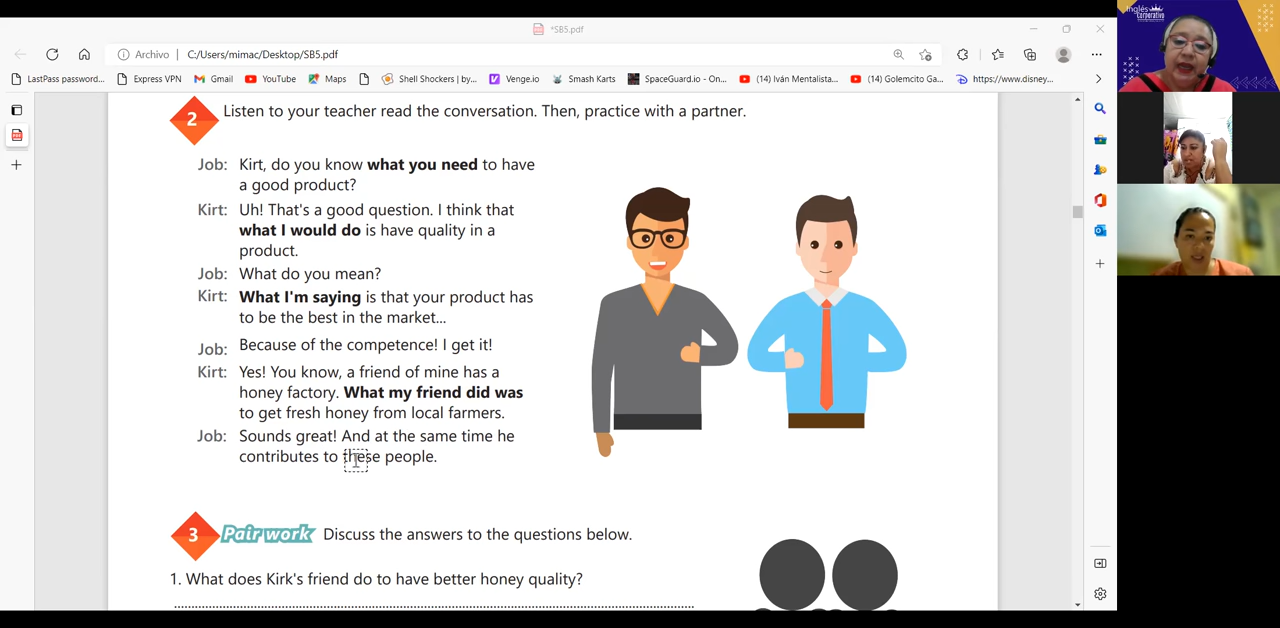 *SB5.pdf
Archivo | C:/Users/mimac/Desktop/SB5.pdf
LastPass password... Express VPN Gmail YouTube Maps Shell Shockers | by... Venge.io Smash Karts SpaceGuard.io - On... (14) Iván Mentalista... (14) Golemcito Ga... https://www.disney...
Inglés
Corporativo
2 Listen to your teacher read the conversation. Then, practice with a partner.
Job: Kirt, do you know what you need to have
a good product?
Kirt: Uh! That's a good question. I think that
what I would do is have quality in a
product.
Job: What do you mean?
Kirt: What I'm saying is that your product has
to be the best in the market...
Job: Because of the competence! I get it!
Kirt: Yes! You know, a friend of mine has a
honey factory. What my friend did was
to get fresh honey from local farmers.
Job: Sounds great! And at the same time he
contributes to these people.
3 Pair work Discuss the answers to the questions below.
1. What does Kirk's friend do to have better honey quality?